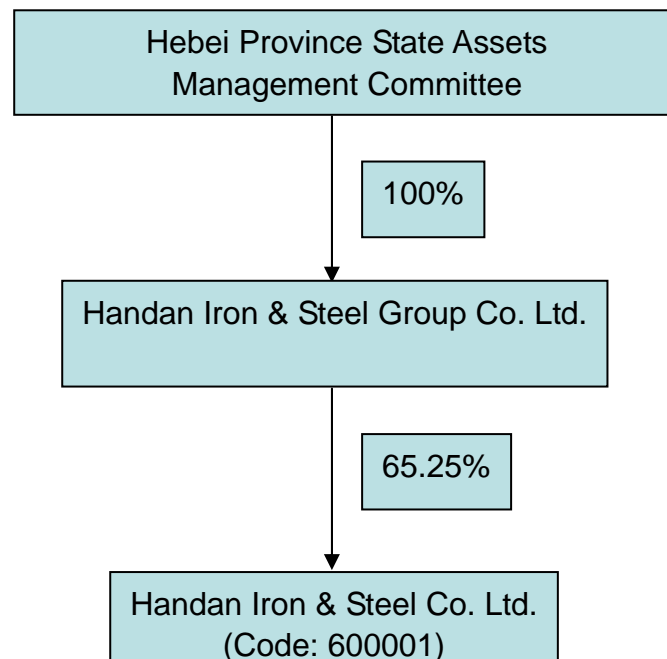 Hebei Province State Assets
Management Committee
100%
Handan Iron & Steel Group Co. Ltd.
65.25%
Handan Iron & Steel Co. Ltd.
(Code: 600001)